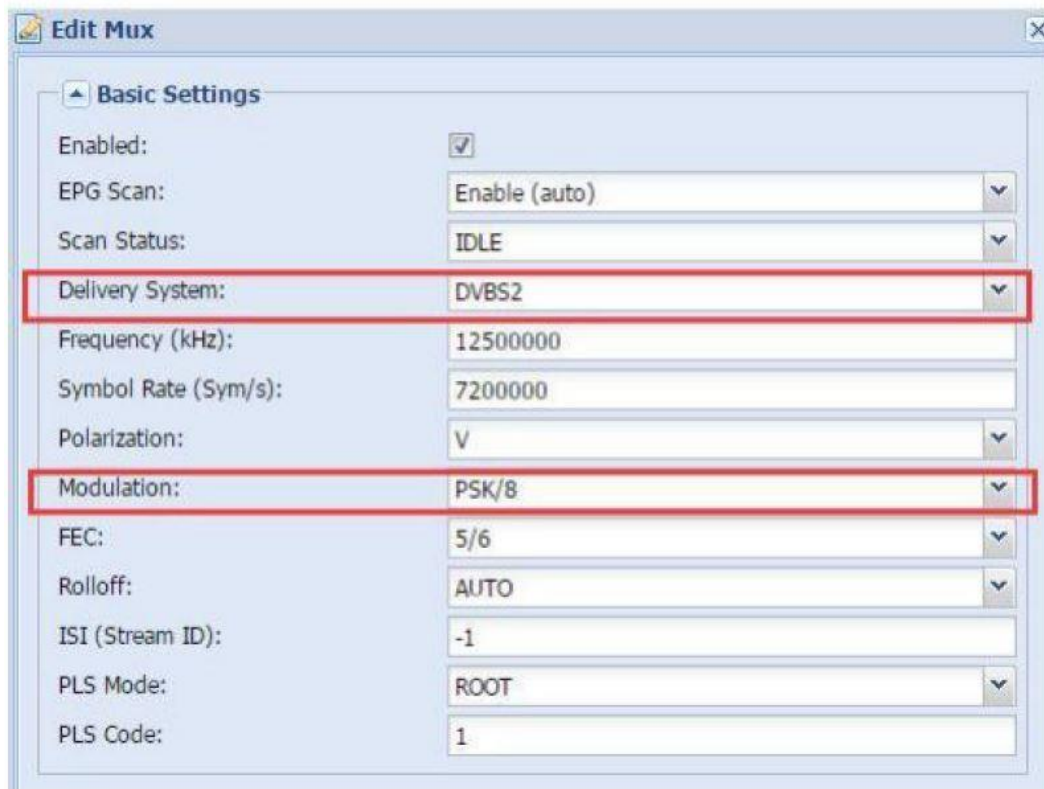 Edit Mux
Basic Settings
Enabled:
EPG Scan: Enable (auto)
Scan Status: IDLE
Delivery System: DVBS2
Frequency (kHz): 12500000
Symbol Rate (Sym/s): 7200000
Polarization: V
Modulation: PSK/8
FEC: 5/6
Rolloff: AUTO
ISI (Stream ID): -1
PLS Mode: ROOT
PLS Code: 1